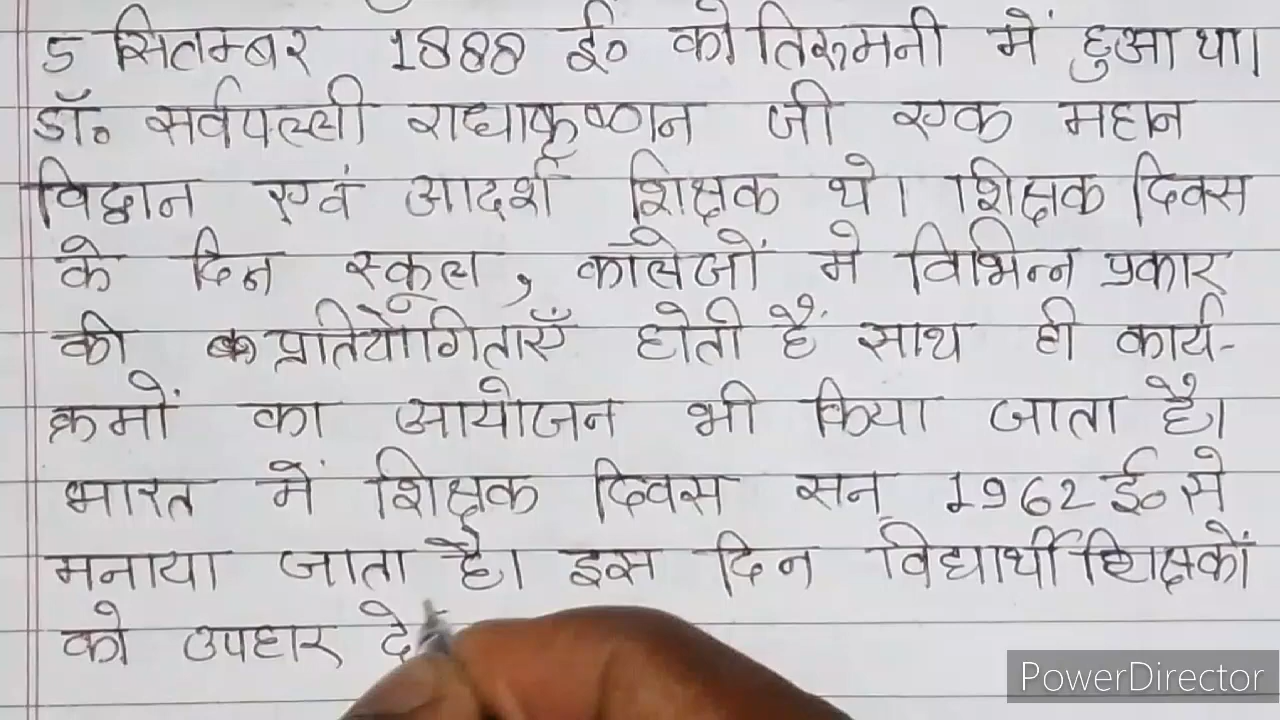 5 सितम्बर 1888 ई० को तिरुमनी में हुआ था।
डॉ० सर्वपल्ली राधाकृष्णन जी एक महान
विद्वान एवं आदर्श शिक्षक थे। शिक्षक दिवस
के दिन स्कूल, कॉलेजों मे विभिन्न प्रकार
की प्रतियोगिताएँ होती हैं साथ ही कार्य-
क्रमों का आयोजन भी किया जाता है।
भारत में शिक्षक दिवस सन् 1962 ई० से
मनाया जाता है। इस दिन विद्यार्थी शिक्षकों
को उपहार दे
PowerDirector